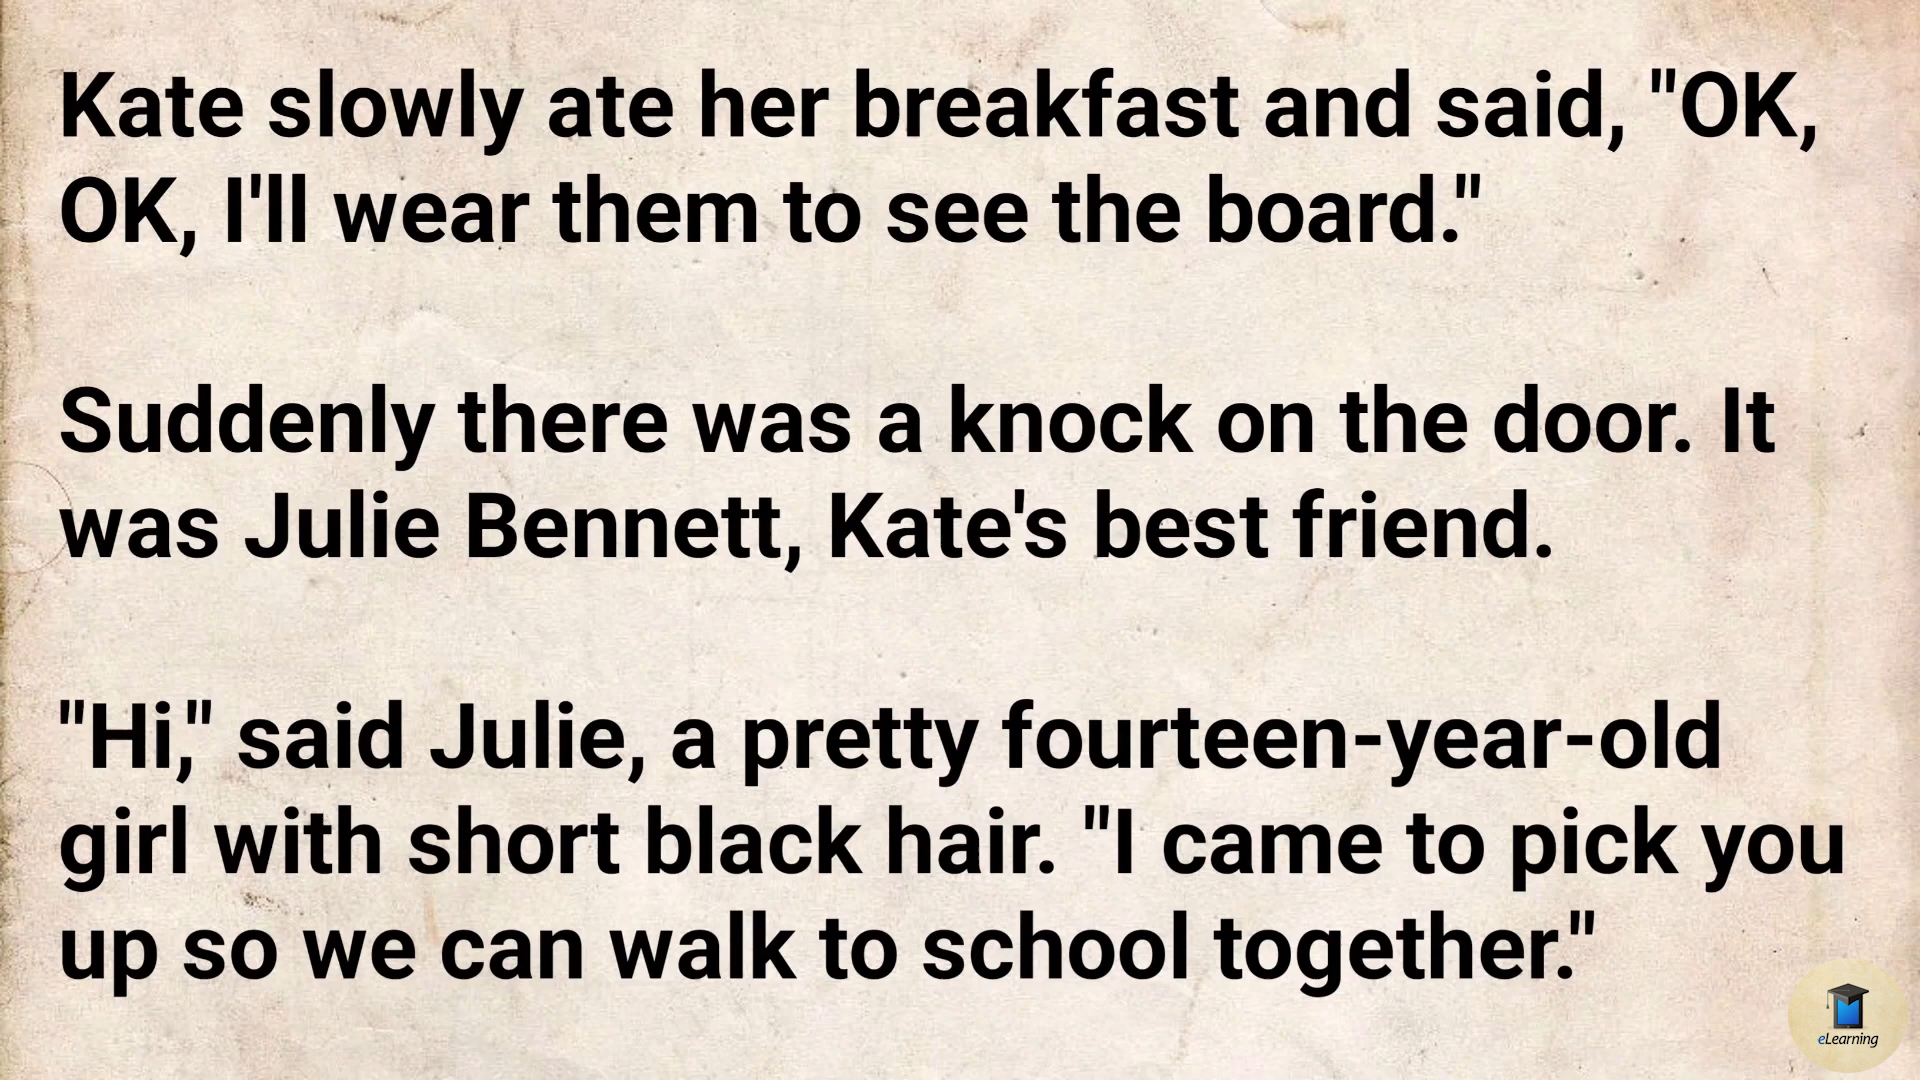 Kate slowly ate her breakfast and said, "OK,
OK, I'll wear them to see the board."
Suddenly there was a knock on the door. It
was Julie Bennett, Kate's best friend.
"Hi," said Julie, a pretty fourteen-year-old
girl with short black hair. "I came to pick you
up so we can walk to school together."
eLearning